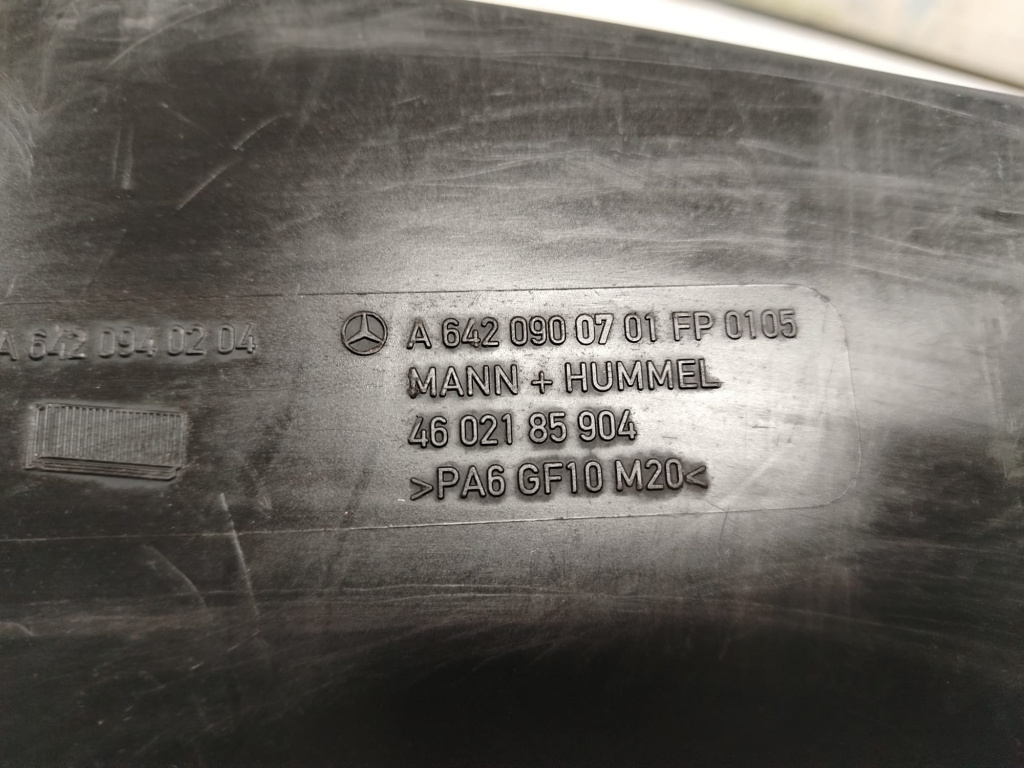 A 642 094 02 04
A 642 090 07 01 FP 0105
MANN + HUMMEL
46 021 85 904
>PA6 GF10 M20<